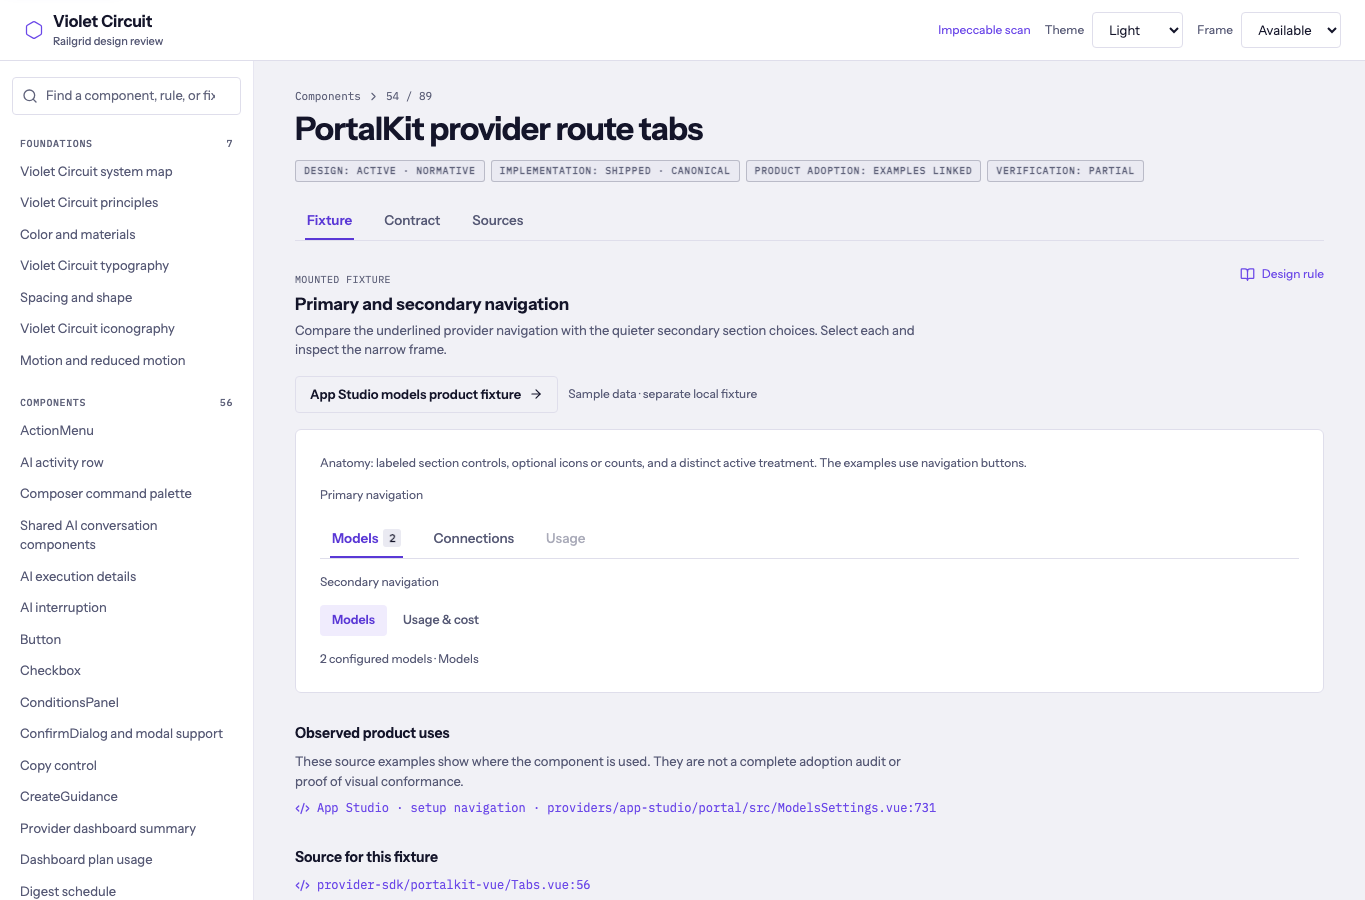 Violet Circuit
Railgrid design review
Impeccable scan
Theme
Light
Frame
Available
Find a component, rule, or fix
FOUNDATIONS 7
Violet Circuit system map
Violet Circuit principles
Color and materials
Violet Circuit typography
Spacing and shape
Violet Circuit iconography
Motion and reduced motion
COMPONENTS 56
ActionMenu
AI activity row
Composer command palette
Shared AI conversation
components
AI execution details
AI interruption
Button
Checkbox
ConditionsPanel
ConfirmDialog and modal support
Copy control
CreateGuidance
Provider dashboard summary
Dashboard plan usage
Digest schedule
Components > 54 / 89
PortalKit provider route tabs
DESIGN: ACTIVE · NORMATIVE
IMPLEMENTATION: SHIPPED · CANONICAL
PRODUCT ADOPTION: EXAMPLES LINKED
VERIFICATION: PARTIAL
Fixture
Contract
Sources
MOUNTED FIXTURE
Design rule
Primary and secondary navigation
Compare the underlined provider navigation with the quieter secondary section choices. Select each and
inspect the narrow frame.
App Studio models product fixture →
Sample data · separate local fixture
Anatomy: labeled section controls, optional icons or counts, and a distinct active treatment. The examples use navigation buttons.
Primary navigation
Models 2
Connections
Usage
Secondary navigation
Models
Usage & cost
2 configured models · Models
Observed product uses
These source examples show where the component is used. They are not a complete adoption audit or
proof of visual conformance.
App Studio · setup navigation · providers/app-studio/portal/src/ModelsSettings.vue:731
Source for this fixture
provider-sdk/portalkit-vue/Tabs.vue:56